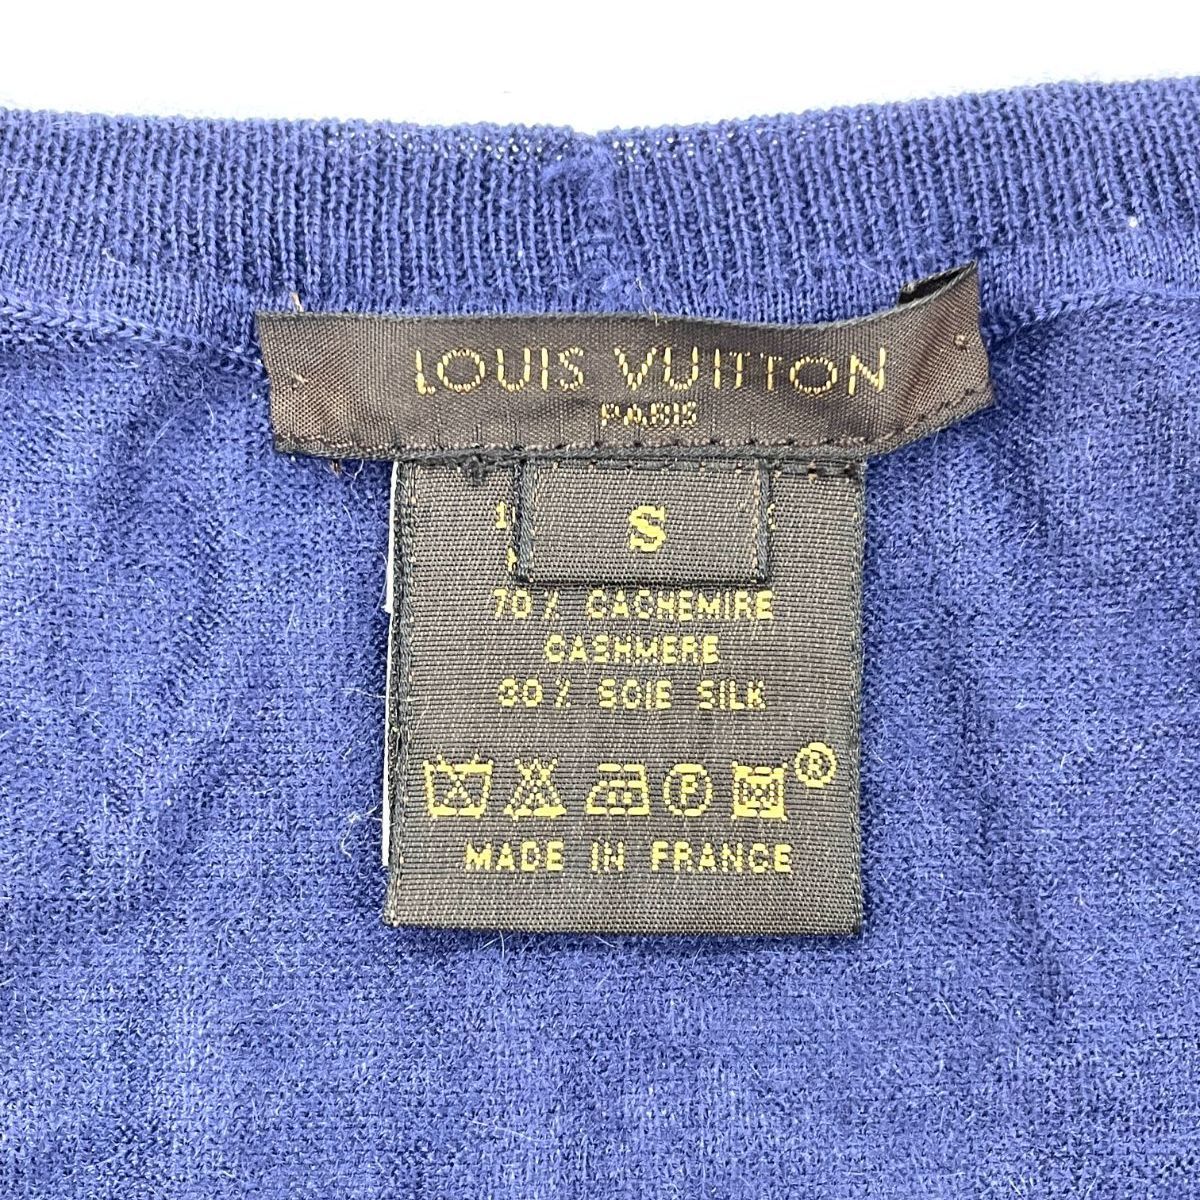 LOUIS VUITTON
PARIS
S
70% CACHEMIRE
CASHMERE
30% SOIE SILK
P ®
MADE IN FRANCE